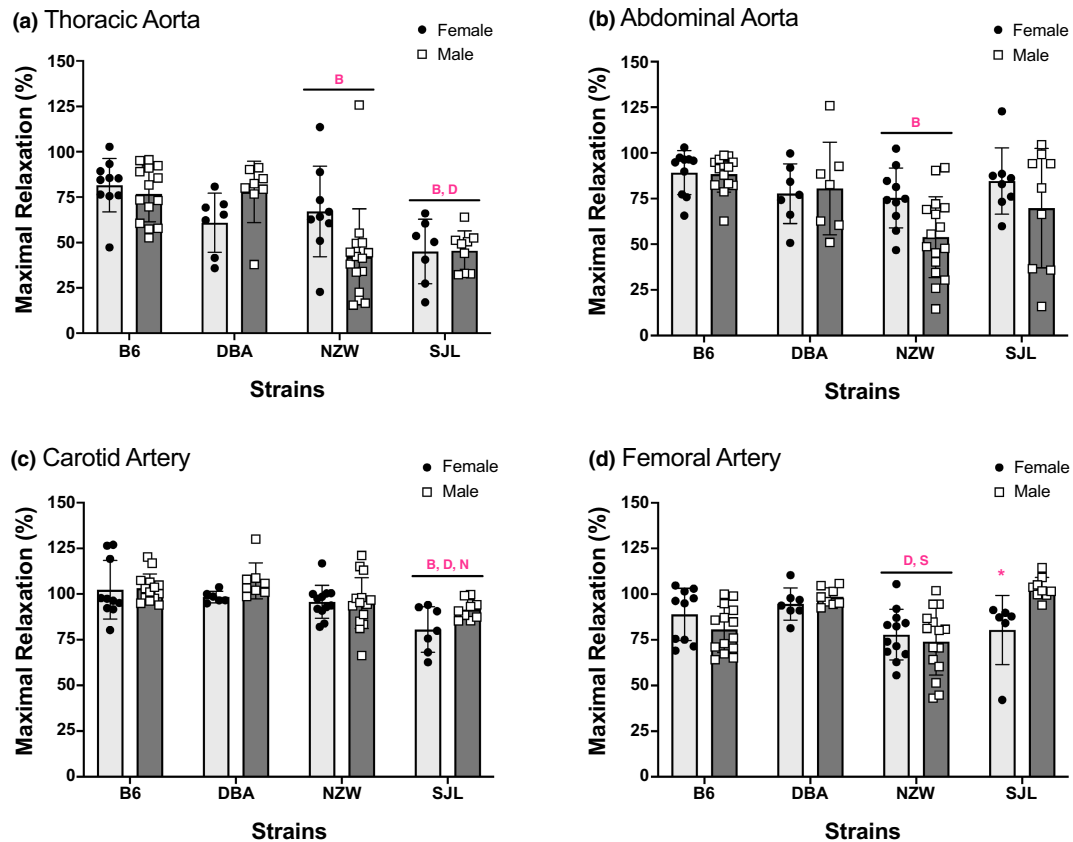 (a) Thoracic Aorta
Female
Male
Maximal Relaxation (%)
150
125
100
75
50
25
0
B
B, D
B6 DBA NZW SJL
Strains
(b) Abdominal Aorta
Female
Male
Maximal Relaxation (%)
150
100
50
0
B
B6 DBA NZW SJL
Strains
(c) Carotid Artery
Female
Male
Maximal Relaxation (%)
150
125
100
75
50
25
0
B, D, N
B6 DBA NZW SJL
Strains
(d) Femoral Artery
Female
Male
Maximal Relaxation (%)
150
125
100
75
50
25
0
D, S
*
B6 DBA NZW SJL
Strains